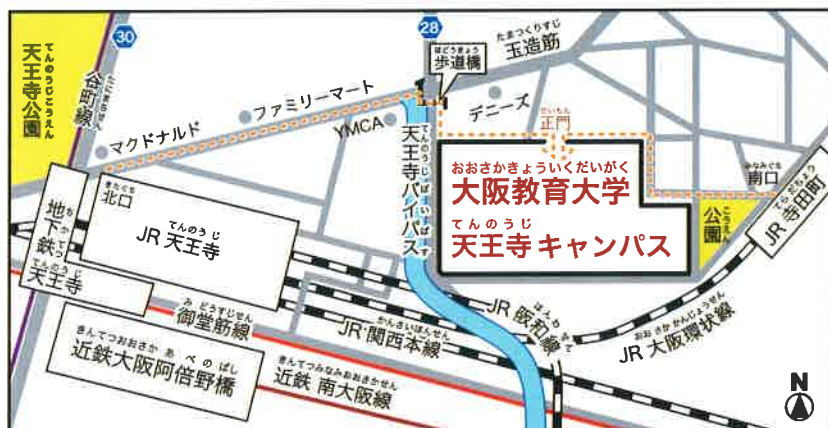 てんのうじこうえん
天王寺公園
30
たにまちせん
谷町線
マクドナルド
ファミリーマート
YMCA
28
ほどうきょう
歩道橋
たまつくりすじ
玉造筋
デニーズ
せいもん
正門
てんのうじばいぱす
天王寺バイパス
おおさかきょういくだいがく
大阪教育大学
てんのうじ
天王寺 キャンパス
こうえん
公園
みなみぐち
南口
てらだちょう
JR 寺田町
きたぐち
北口
てんのうじ
JR 天王寺
ちかてつ
地下鉄
てんのうじ
天王寺
みどうすじせん
御堂筋線
かんさいほんせん
JR 関西本線
はんわせん
JR 阪和線
おおさかかんじょうせん
JR 大阪環状線
きんてつおおさかあべのばし
近鉄大阪阿倍野橋
きんてつみなみおおさかせん
近鉄 南大阪線
N